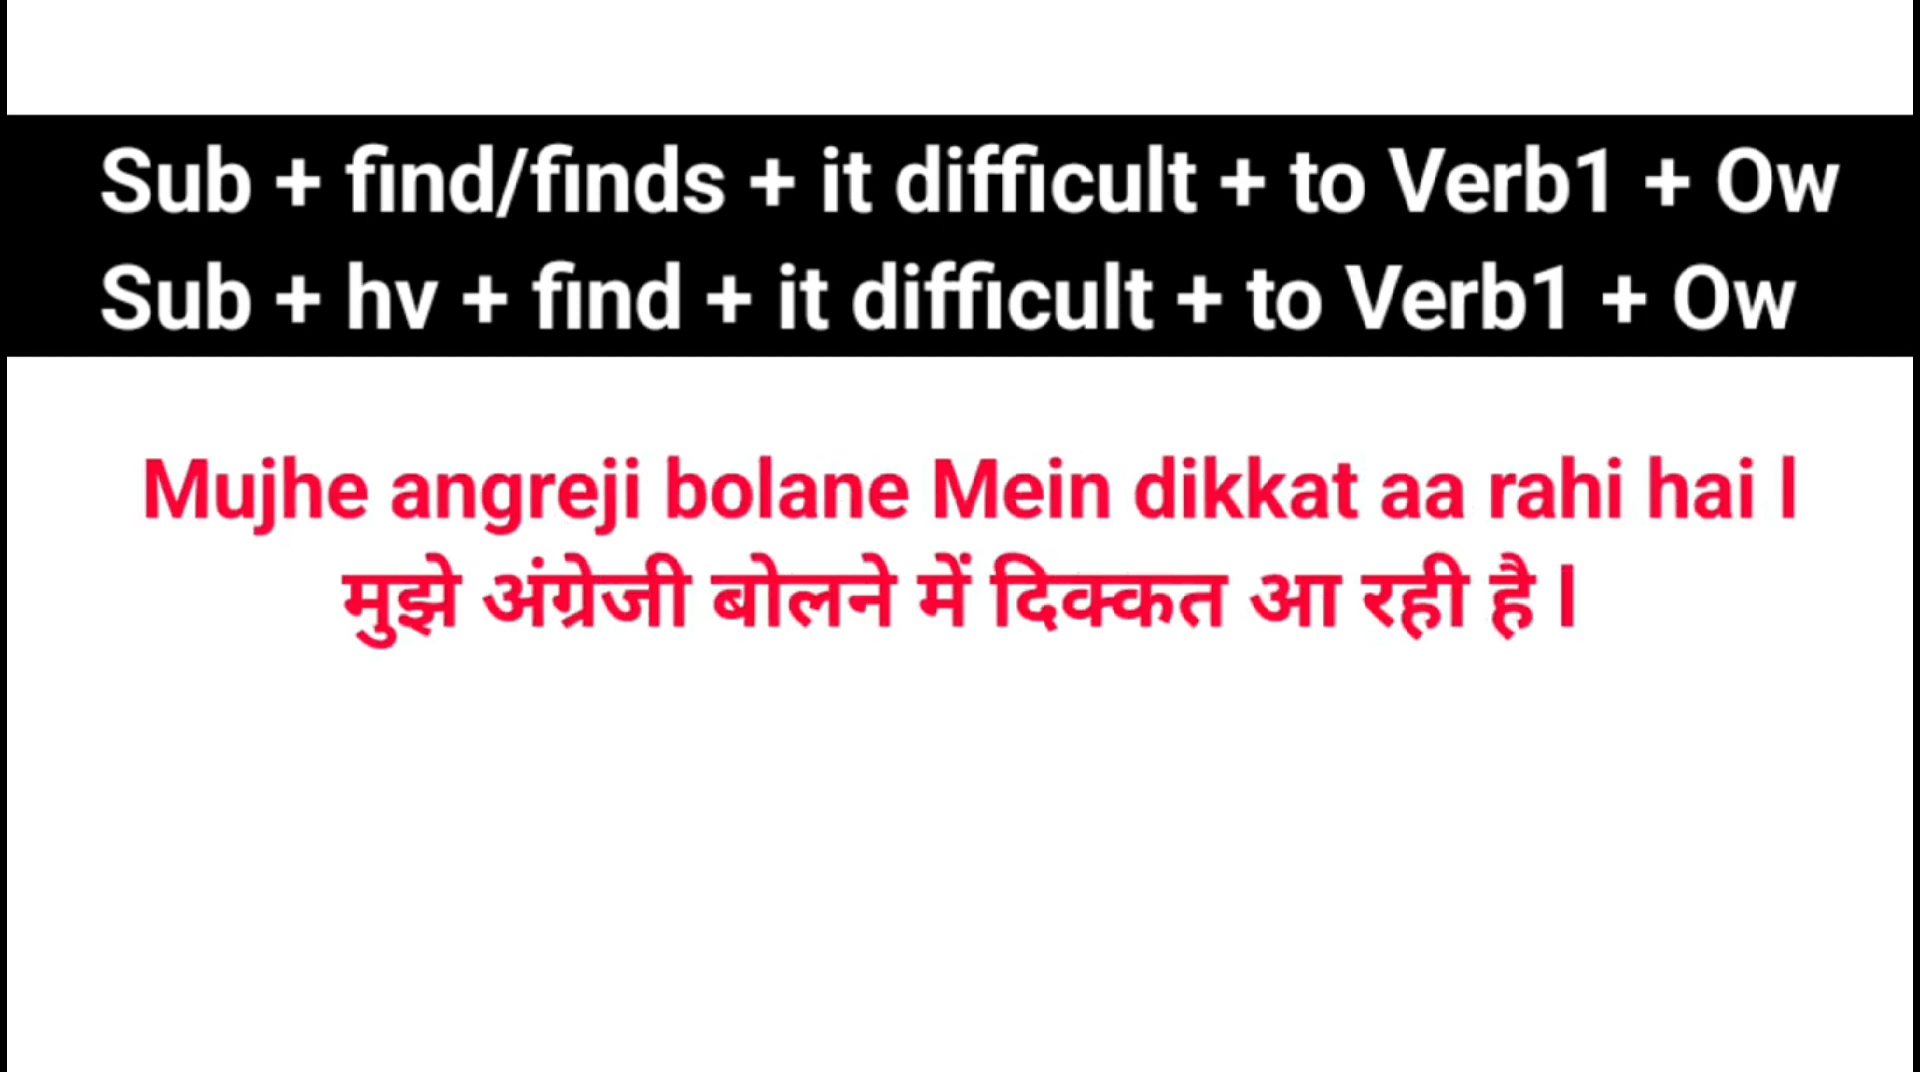 Sub + find/finds + it difficult + to Verb1 + Ow
Sub + hv + find + it difficult + to Verb1 + Ow
Mujhe angreji bolane Mein dikkat aa rahi hai l
मुझे अंग्रेजी बोलने में दिक्कत आ रही है l